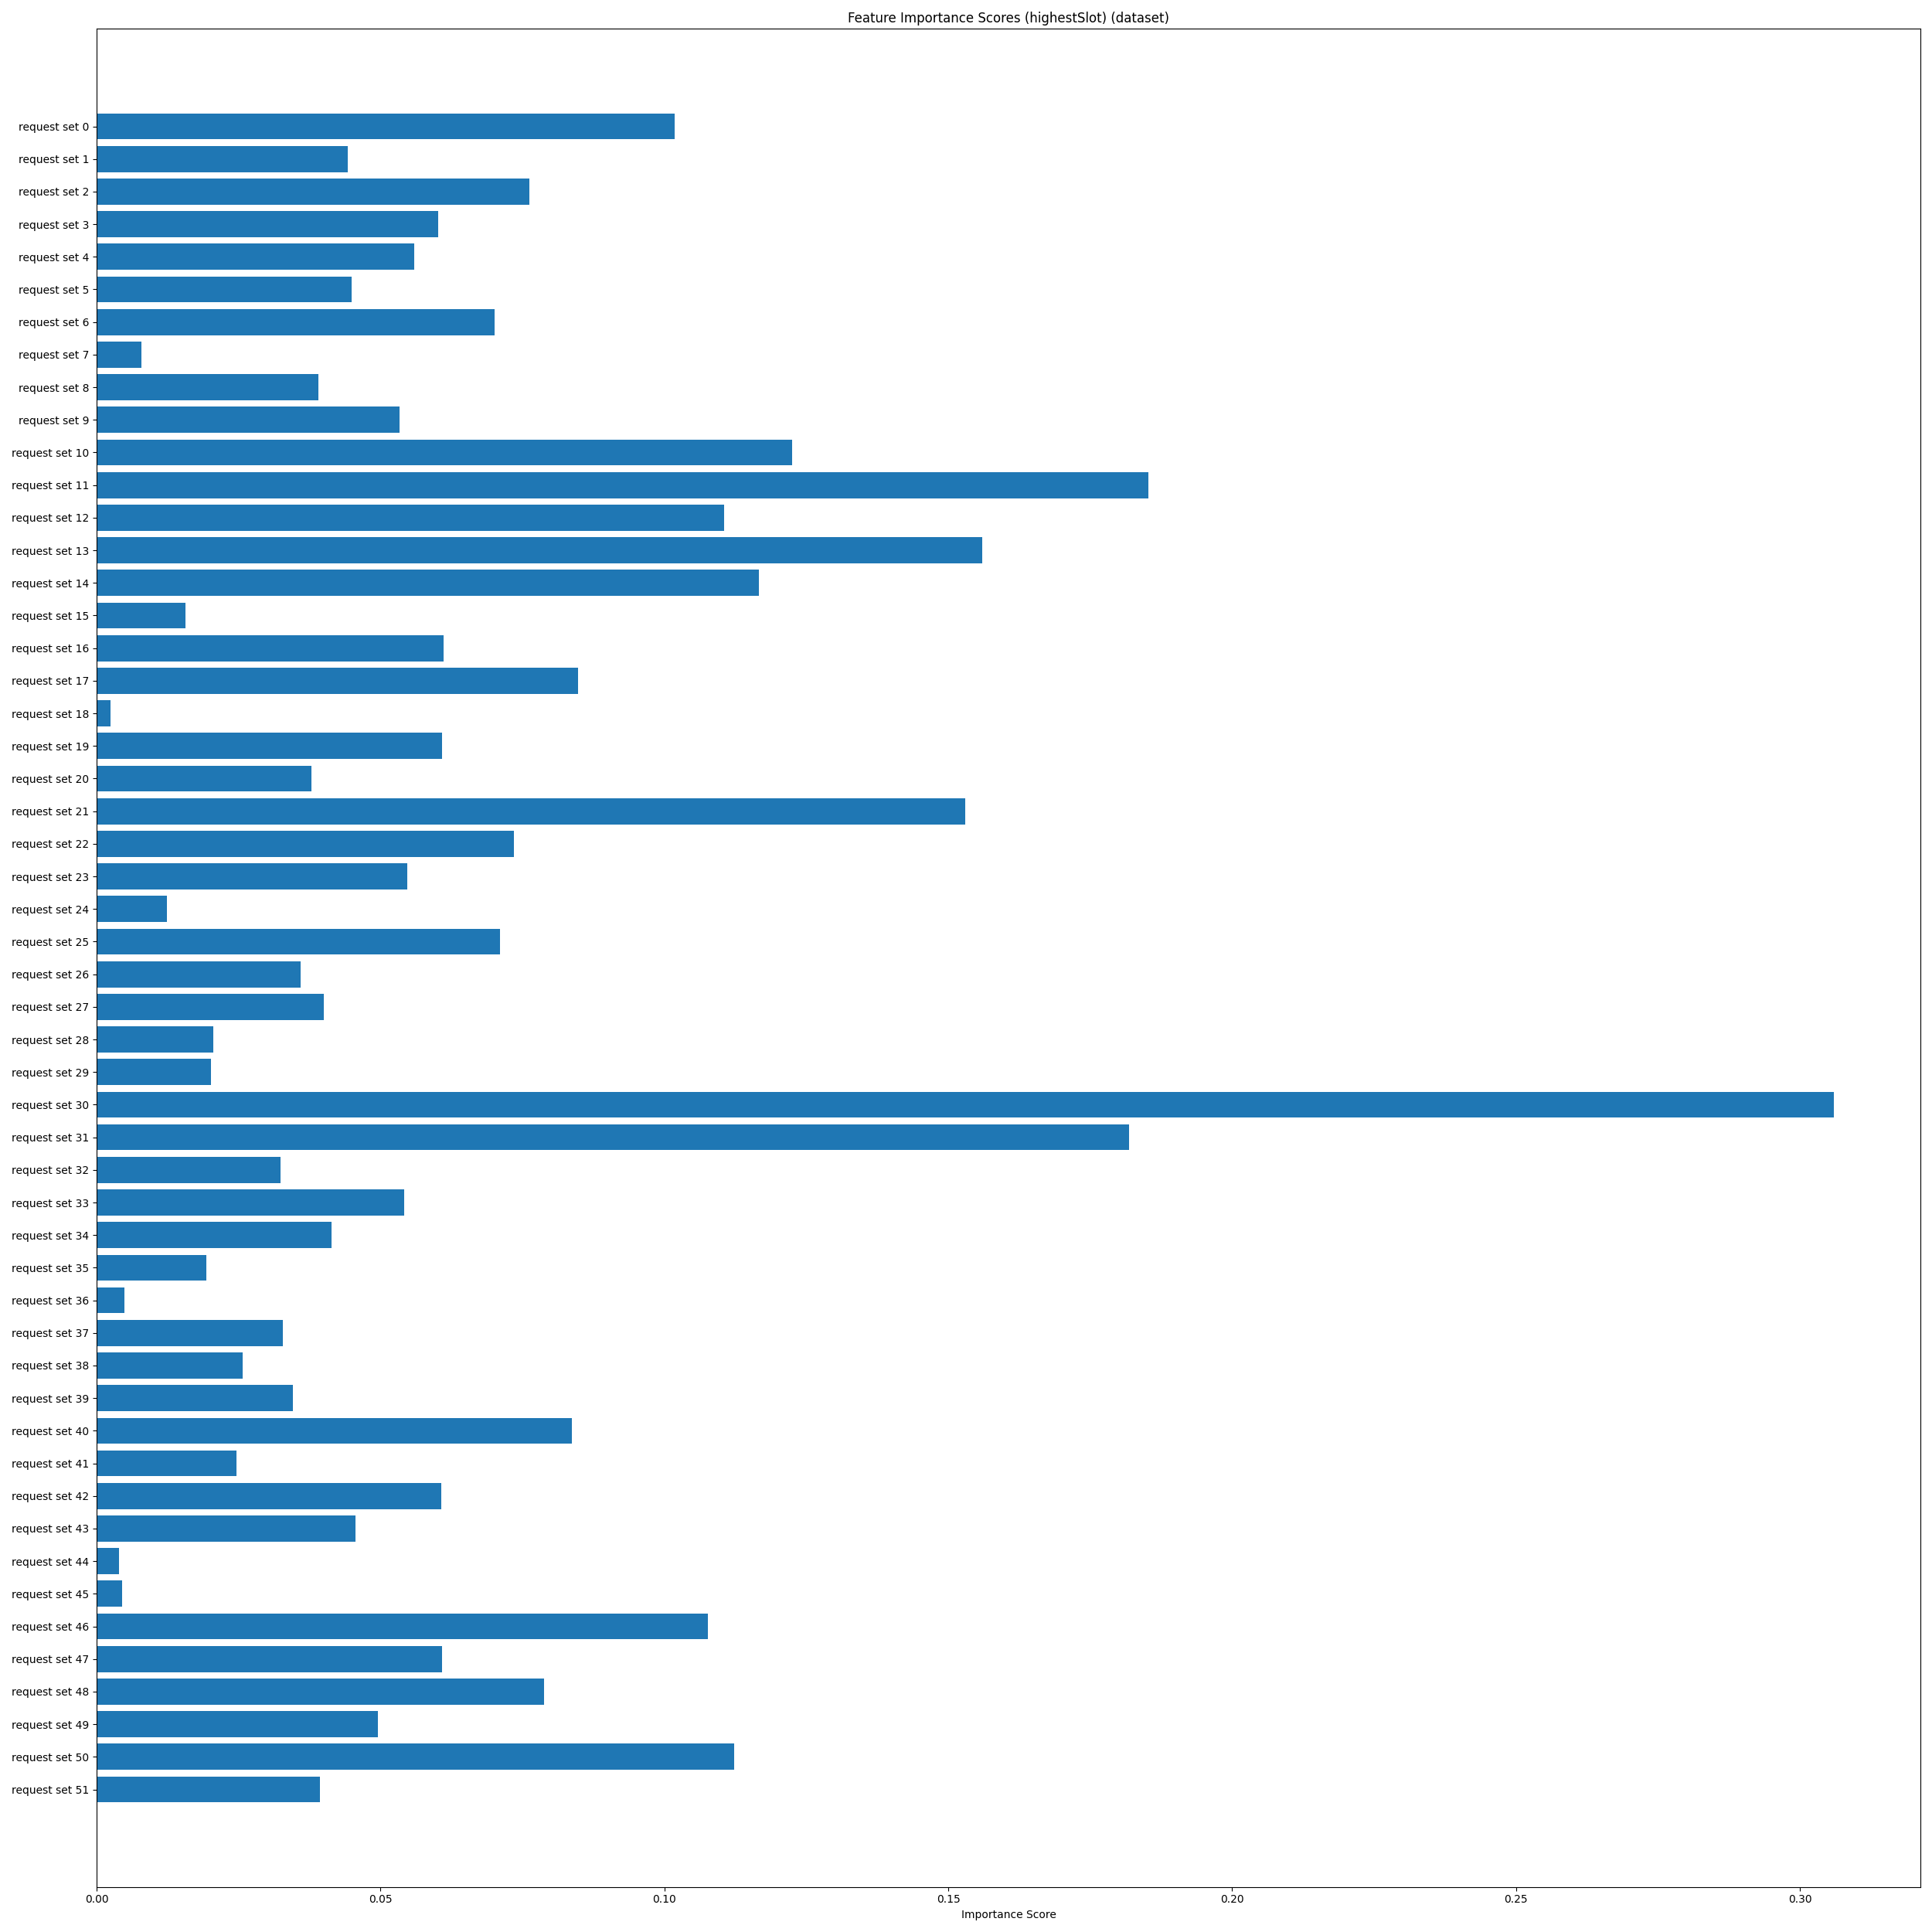 Feature Importance Scores (highestSlot) (dataset)
request set 0
request set 1
request set 2
request set 3
request set 4
request set 5
request set 6
request set 7
request set 8
request set 9
request set 10
request set 11
request set 12
request set 13
request set 14
request set 15
request set 16
request set 17
request set 18
request set 19
request set 20
request set 21
request set 22
request set 23
request set 24
request set 25
request set 26
request set 27
request set 28
request set 29
request set 30
request set 31
request set 32
request set 33
request set 34
request set 35
request set 36
request set 37
request set 38
request set 39
request set 40
request set 41
request set 42
request set 43
request set 44
request set 45
request set 46
request set 47
request set 48
request set 49
request set 50
request set 51
0.00 0.05 0.10 0.15 0.20 0.25 0.30
Importance Score